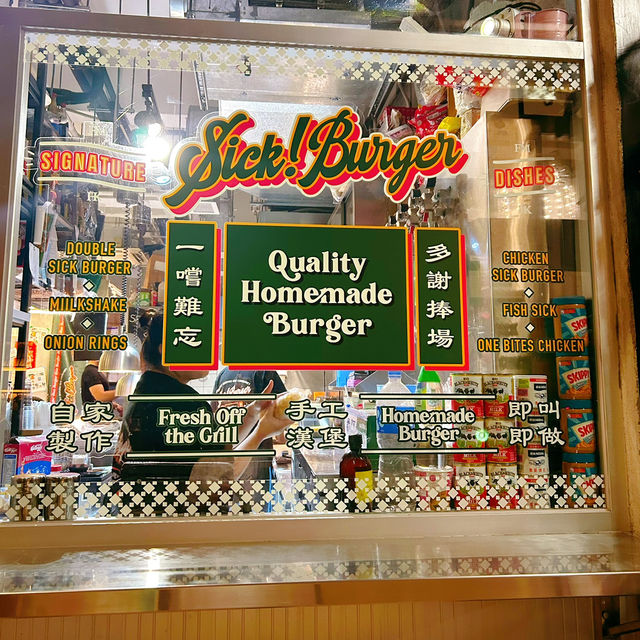 Sick! Burger
SIGNATURE
HK
DISHES
一嚐難忘
Quality
Homemade
Burger
多謝捧場
DOUBLE
SICK BURGER
MIILKSHAKE
ONION RINGS
CHICKEN
SICK BURGER
FISH SICK
ONE BITES CHICKEN
自家
製作
Fresh Off
the Grill
手工
漢堡
Homemade
Burger
即叫
即做
SKIPPY